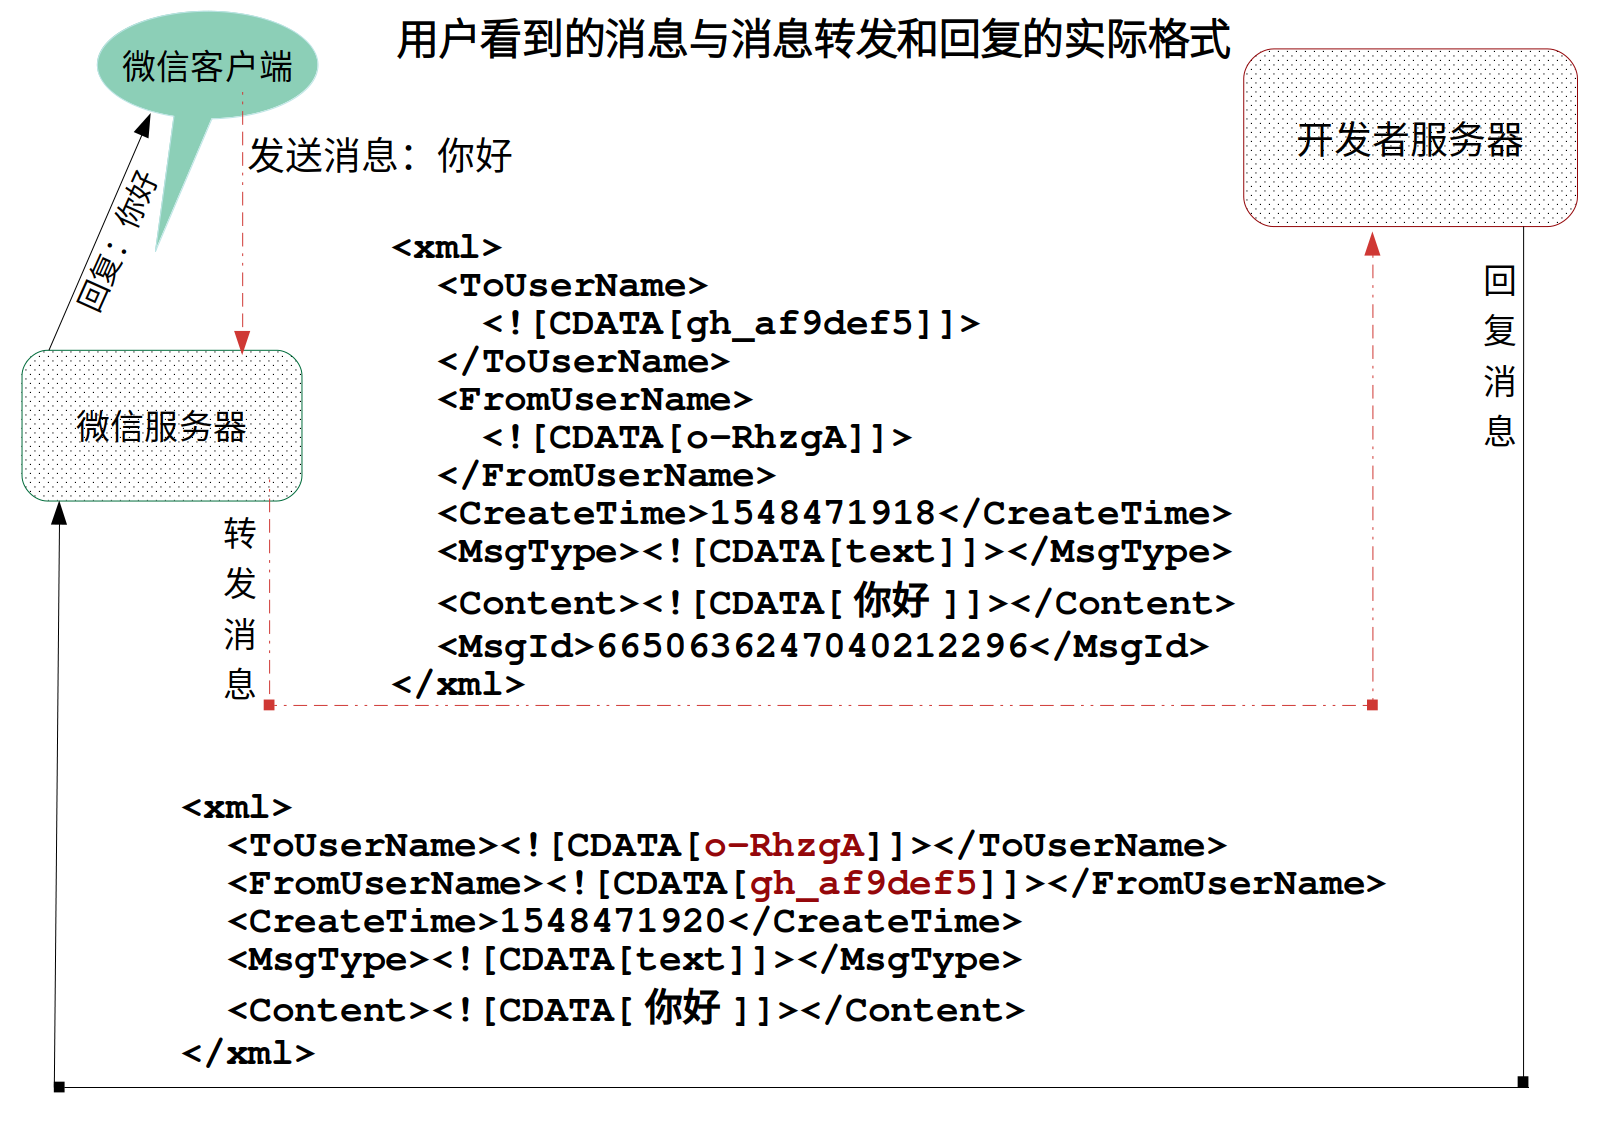 用户看到的消息与消息转发和回复的实际格式
微信客户端
开发者服务器
发送消息：你好
回复：你好
微信服务器
转发消息
回复消息
<xml>
<ToUserName>
<![CDATA[gh_af9def5]]>
</ToUserName>
<FromUserName>
<![CDATA[o-RhzgA]]>
</FromUserName>
<CreateTime>1548471918</CreateTime>
<MsgType><![CDATA[text]]></MsgType>
<Content><![CDATA[ 你好 ]]></Content>
<MsgId>6650636247040212296</MsgId>
</xml>
<xml>
<ToUserName><![CDATA[o-RhzgA]]></ToUserName>
<FromUserName><![CDATA[gh_af9def5]]></FromUserName>
<CreateTime>1548471920</CreateTime>
<MsgType><![CDATA[text]]></MsgType>
<Content><![CDATA[ 你好 ]]></Content>
</xml>